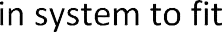 in system to fit